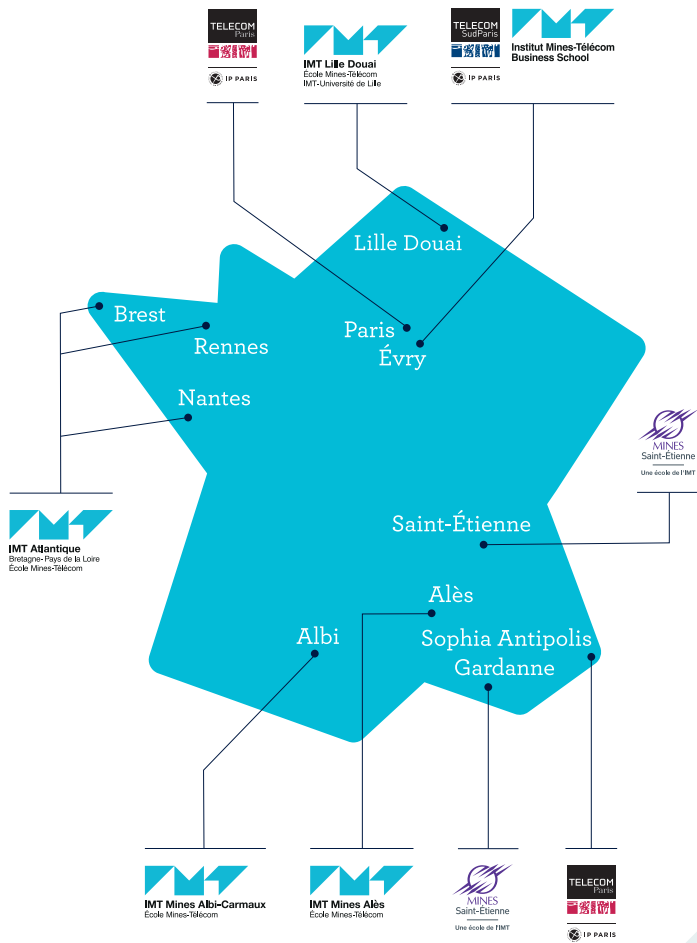 TELECOM
Paris
IP PARIS
IMT Lille Douai
École Mines-Télécom
IMT-Université de Lille
TELECOM
SudParis
IP PARIS
Institut Mines-Télécom
Business School
Lille Douai
Brest
Rennes
Paris
Évry
Nantes
MINES
Saint-Étienne
Une école de l'IMT
IMT Atlantique
Bretagne-Pays de la Loire
École Mines-Télécom
Saint-Étienne
Alès
Albi
Sophia Antipolis
Gardanne
IMT Mines Albi-Carmaux
École Mines-Télécom
IMT Mines Alès
École Mines-Télécom
MINES
Saint-Étienne
Une école de l'IMT
TELECOM
Paris
IP PARIS